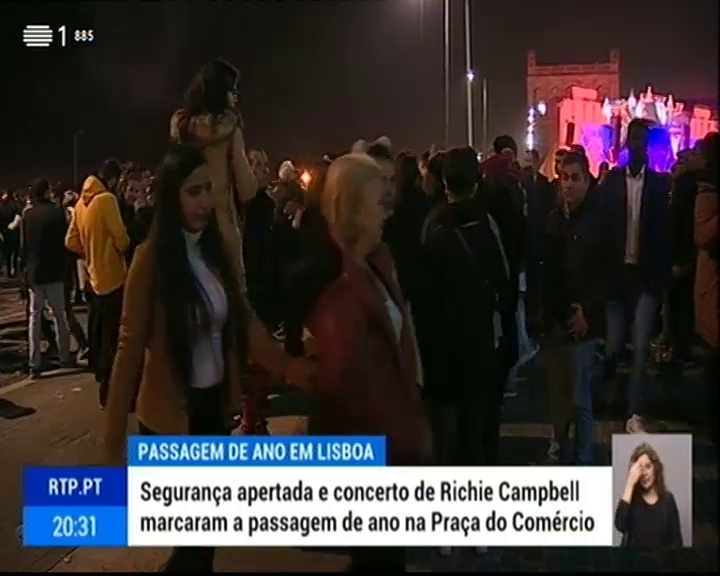 1 885
PASSAGEM DE ANO EM LISBOA
RTP.PT
20:31
Segurança apertada e concerto de Richie Campbell
marcaram a passagem de ano na Praça do Comércio